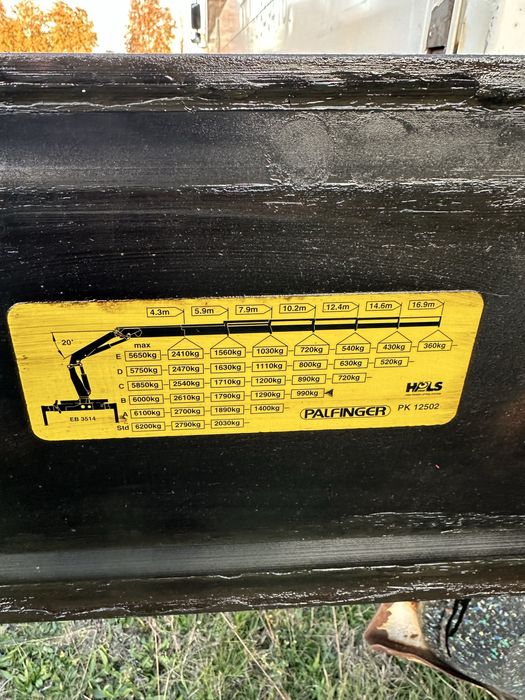 4.3m 5.9m 7.9m 10.2m 12.4m 14.6m 16.9m
20°
max
E 5650kg 2410kg 1560kg 1030kg 720kg 540kg 430kg 360kg
D 5750kg 2470kg 1630kg 1110kg 800kg 630kg 520kg
C 5850kg 2540kg 1710kg 1200kg 890kg 720kg
B 6000kg 2610kg 1790kg 1290kg 990kg
A 6100kg 2700kg 1890kg 1400kg
Std 6200kg 2790kg 2030kg
EB 3514
HPLS
PALFINGER PK 12502